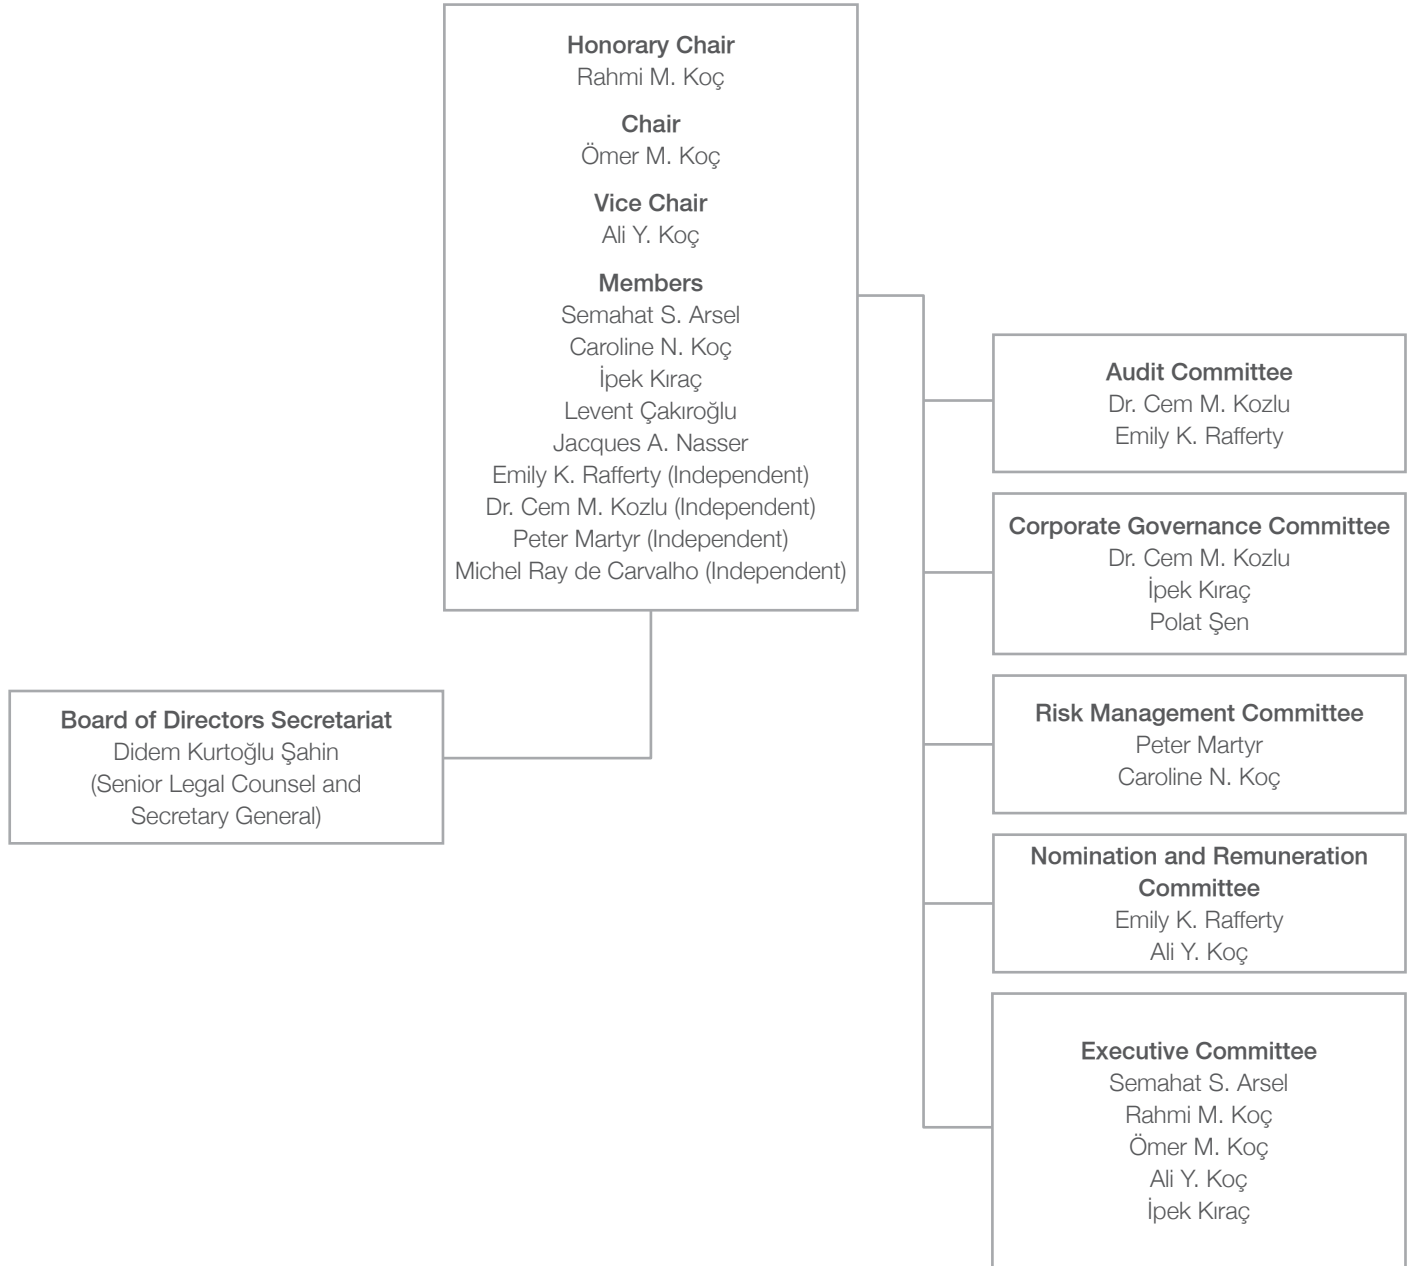 Honorary Chair
Rahmi M. Koç
Chair
Ömer M. Koç
Vice Chair
Ali Y. Koç
Members
Semahat S. Arsel
Caroline N. Koç
İpek Kıraç
Levent Çakıroğlu
Jacques A. Nasser
Emily K. Rafferty (Independent)
Dr. Cem M. Kozlu (Independent)
Peter Martyr (Independent)
Michel Ray de Carvalho (Independent)
Board of Directors Secretariat
Didem Kurtoğlu Şahin
(Senior Legal Counsel and
Secretary General)
Audit Committee
Dr. Cem M. Kozlu
Emily K. Rafferty
Corporate Governance Committee
Dr. Cem M. Kozlu
İpek Kıraç
Polat Şen
Risk Management Committee
Peter Martyr
Caroline N. Koç
Nomination and Remuneration
Committee
Emily K. Rafferty
Ali Y. Koç
Executive Committee
Semahat S. Arsel
Rahmi M. Koç
Ömer M. Koç
Ali Y. Koç
İpek Kıraç